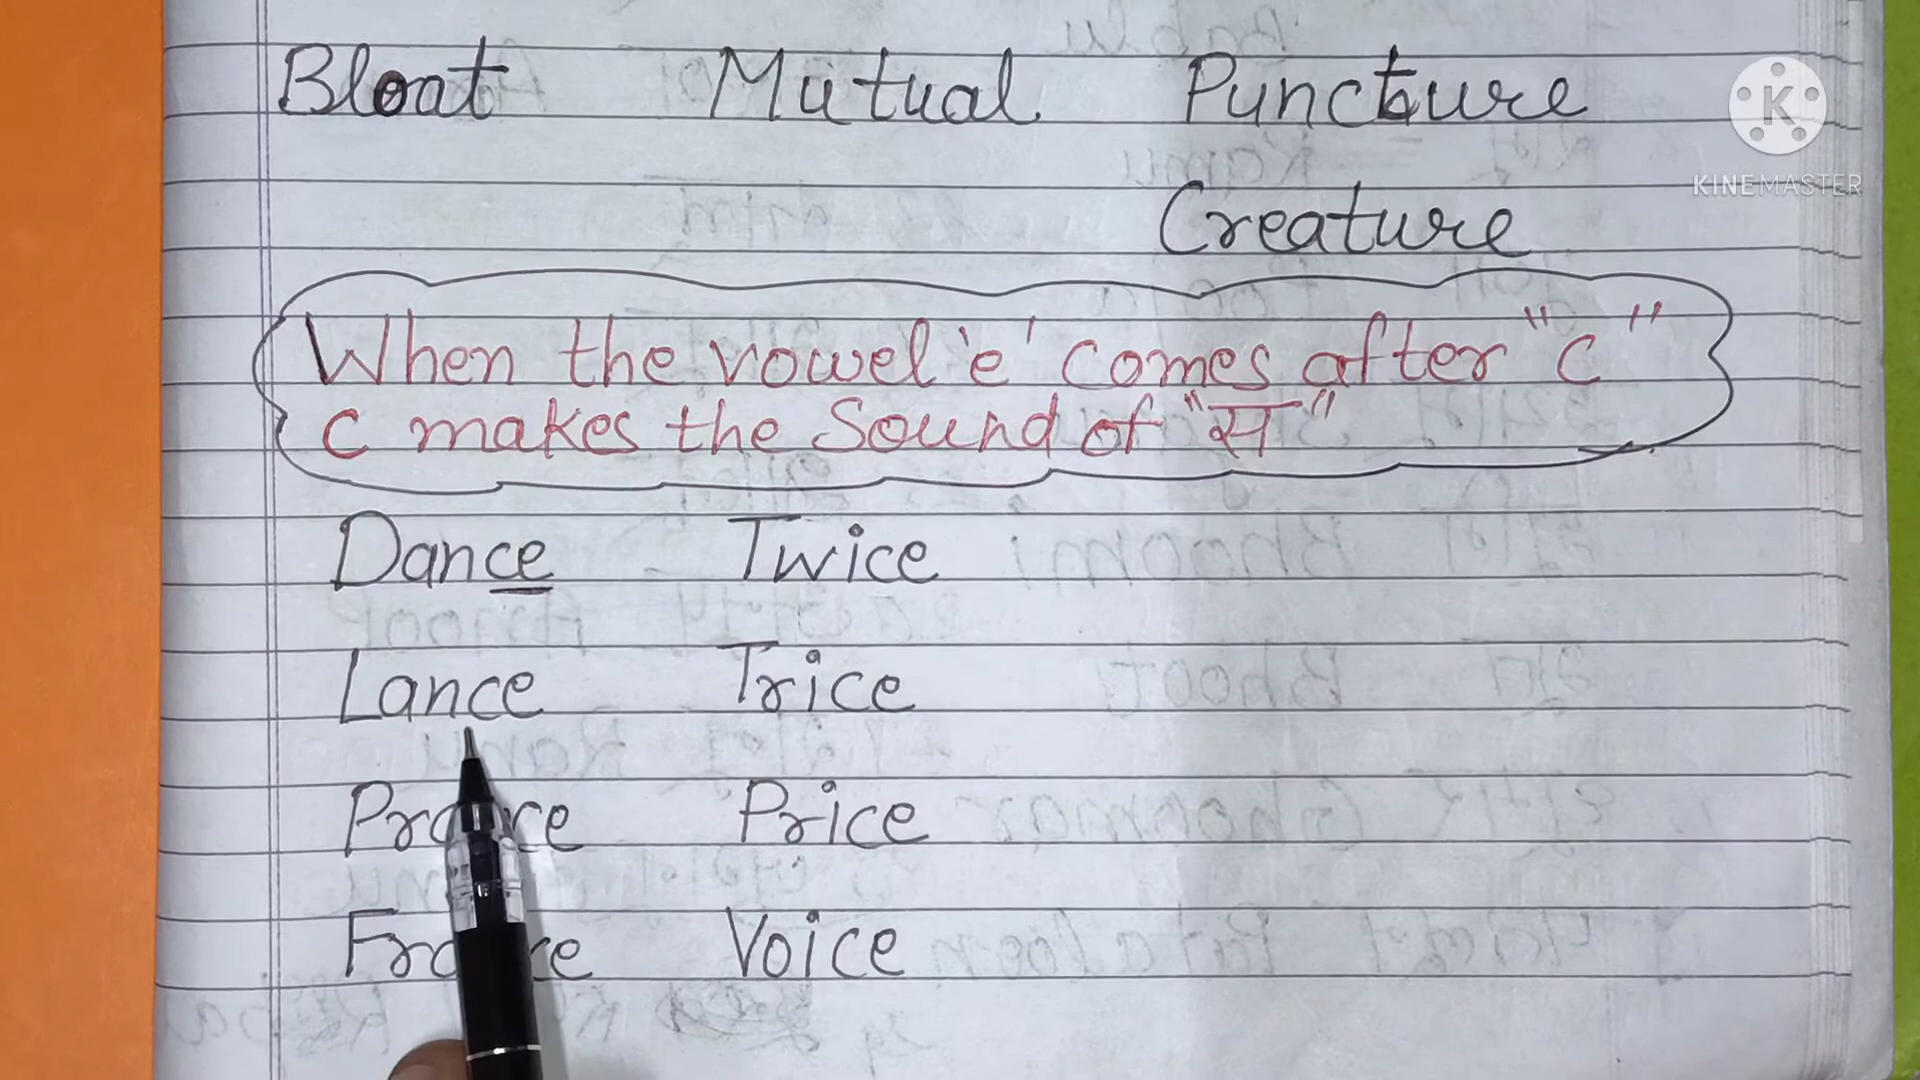 Bloat Mutual Puncture
Creature
When the vowel 'e' comes after "c"
c makes the Sound of "स"
Dance Twice
Lance Trice
Price
Voice
KINEMASTER